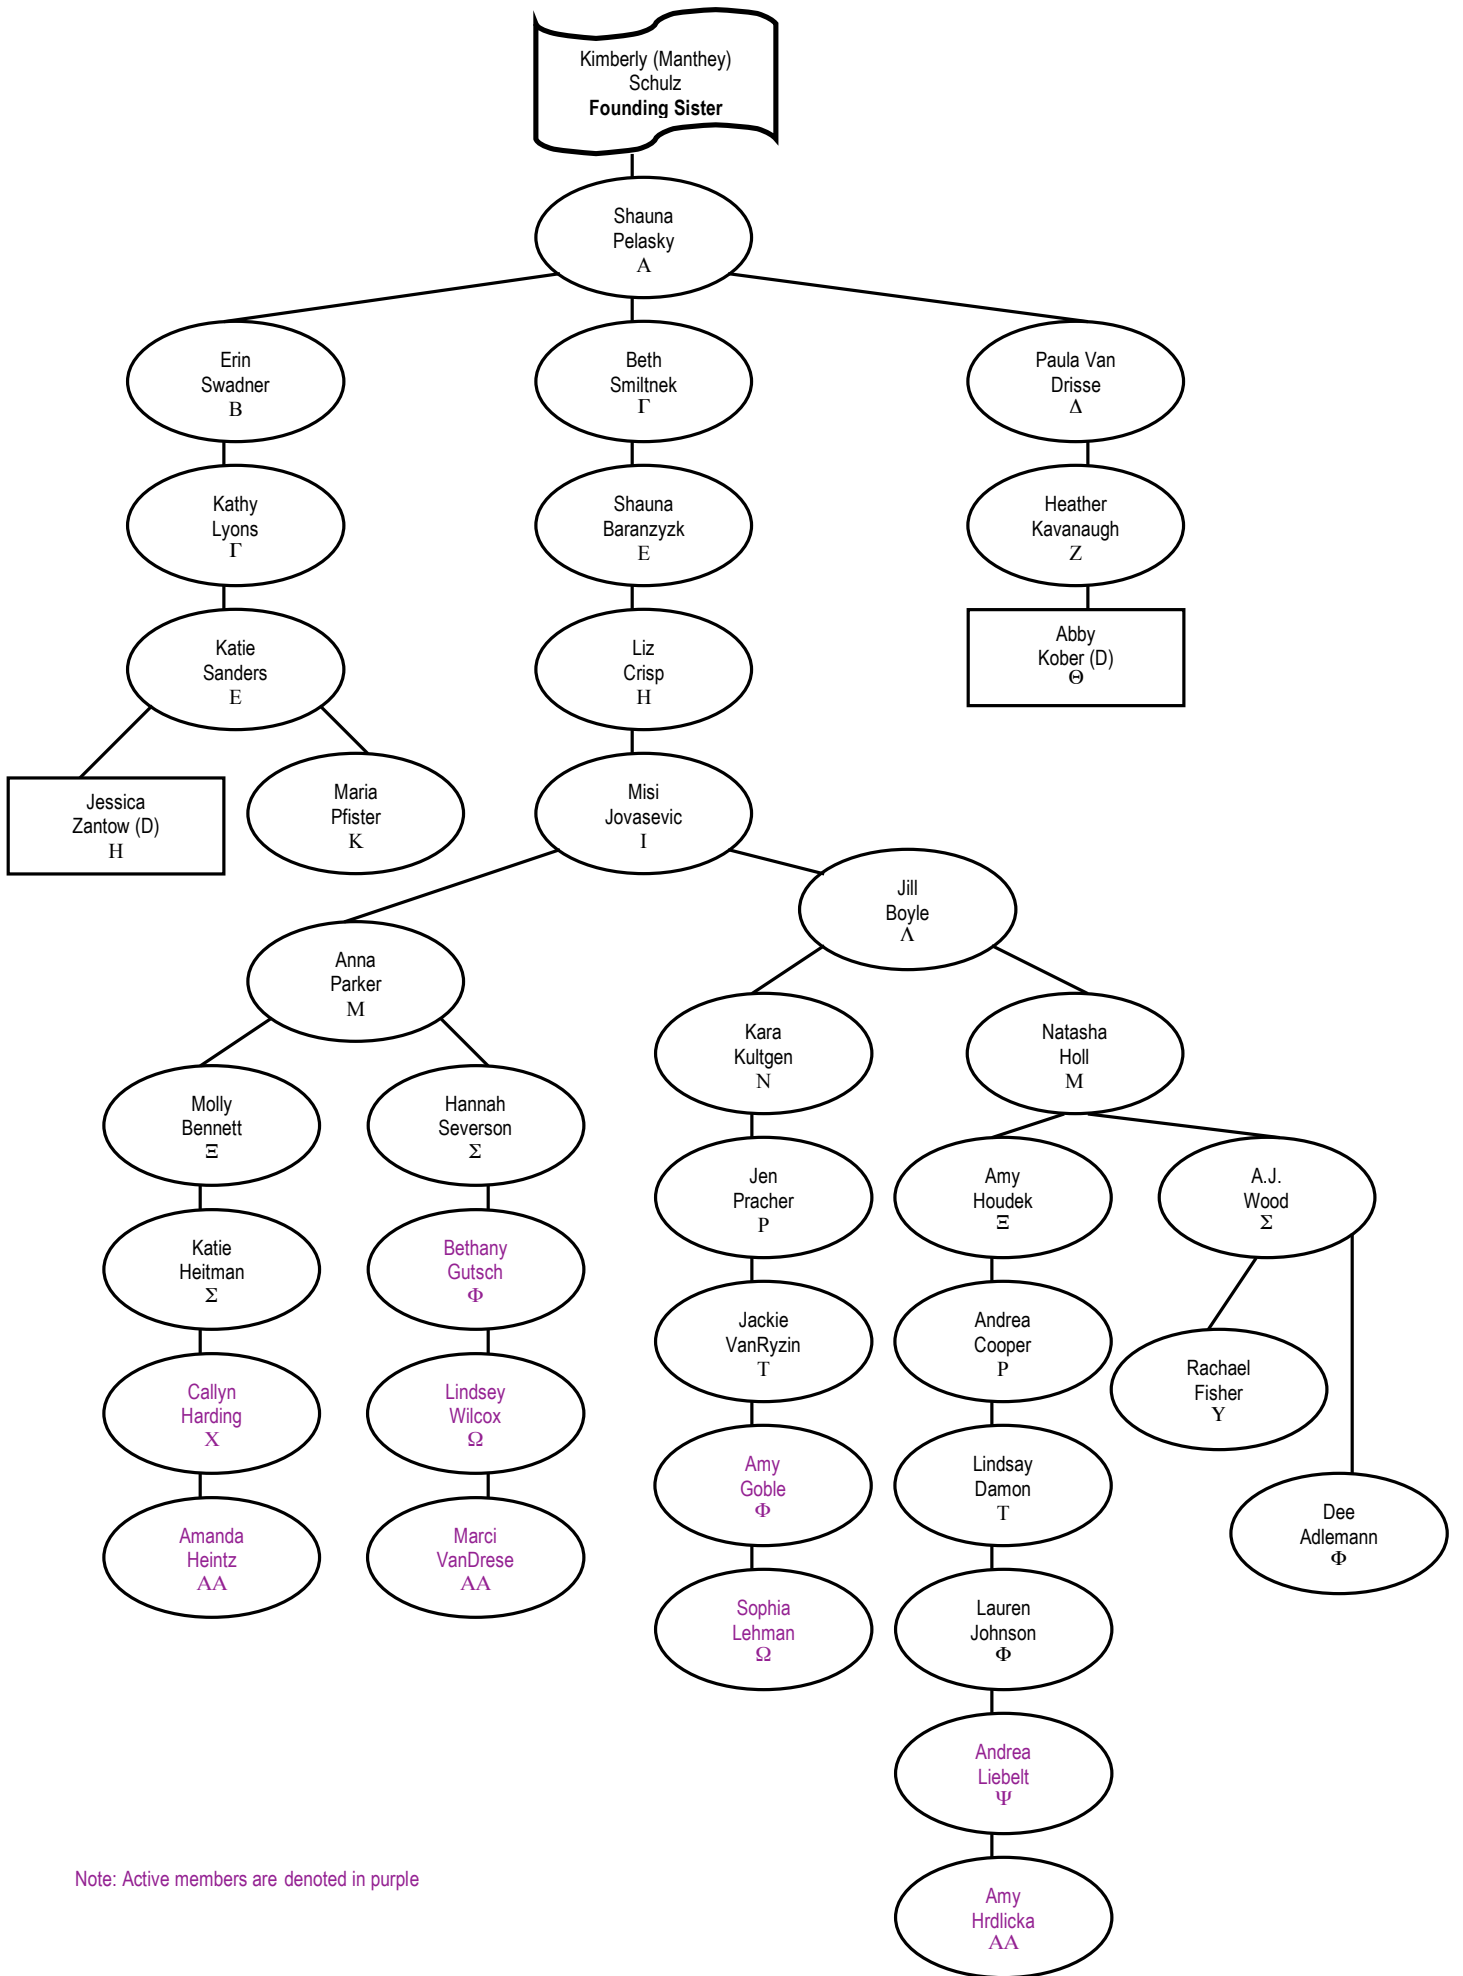 Kimberly (Manthey)
Schulz
Founding Sister
Shauna
Pelasky
Α
Erin
Swadner
Β
Beth
Smiltnek
Γ
Paula Van
Drisse
Δ
Kathy
Lyons
Γ
Shauna
Baranzyzk
Ε
Heather
Kavanaugh
Ζ
Katie
Sanders
Ε
Liz
Crisp
Η
Abby
Kober (D)
Θ
Jessica
Zantow (D)
Η
Maria
Pfister
Κ
Misi
Jovasevic
Ι
Jill
Boyle
Λ
Anna
Parker
Μ
Kara
Kultgen
Ν
Natasha
Holl
Μ
Molly
Bennett
Ξ
Hannah
Severson
Σ
Jen
Pracher
Ρ
Amy
Houdek
Ξ
A.J.
Wood
Σ
Katie
Heitman
Σ
Bethany
Gutsch
Φ
Jackie
VanRyzin
Τ
Andrea
Cooper
Ρ
Rachael
Fisher
Υ
Callyn
Harding
Χ
Lindsey
Wilcox
Ω
Amy
Goble
Φ
Lindsay
Damon
Τ
Dee
Adlemann
Φ
Amanda
Heintz
ΑΑ
Marci
VanDrese
ΑΑ
Sophia
Lehman
Ω
Lauren
Johnson
Φ
Andrea
Liebelt
Ψ
Note: Active members are denoted in purple
Amy
Hrdlicka
ΑΑ